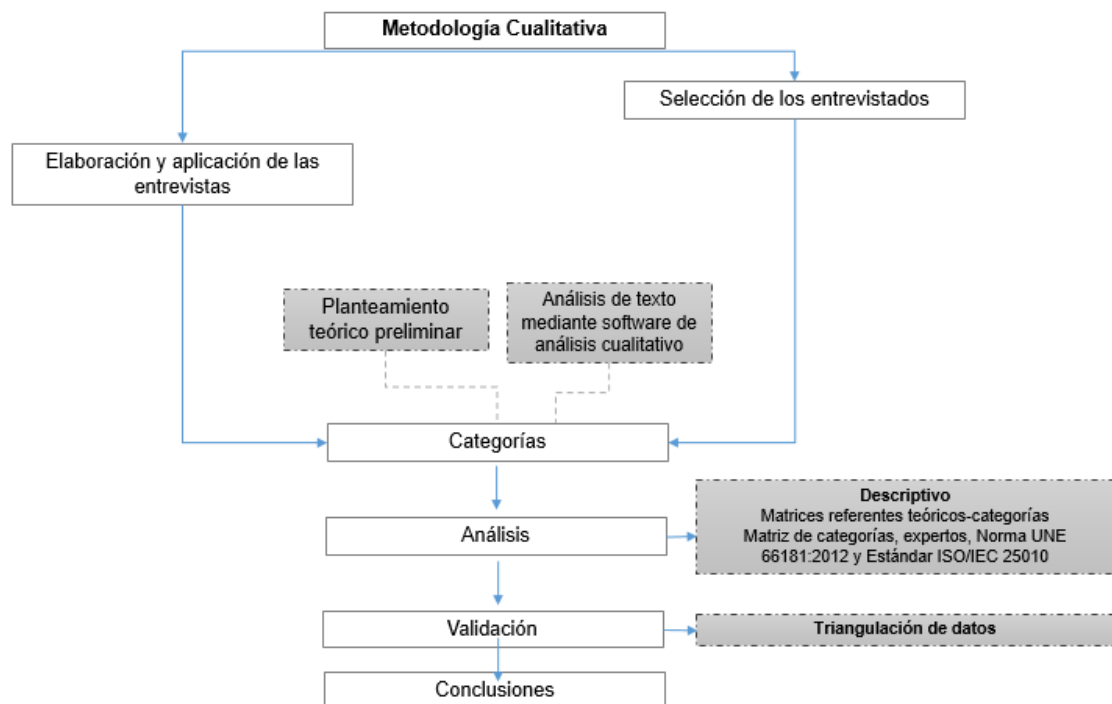 Metodología Cualitativa
Selección de los entrevistados
Elaboración y aplicación de las
entrevistas
Planteamiento
teórico preliminar
Análisis de texto
mediante software de
análisis cualitativo
Categorías
Análisis
Descriptivo
Matrices referentes teóricos-categorías
Matriz de categorías, expertos, Norma UNE
66181:2012 y Estándar ISO/IEC 25010
Validación
Triangulación de datos
Conclusiones